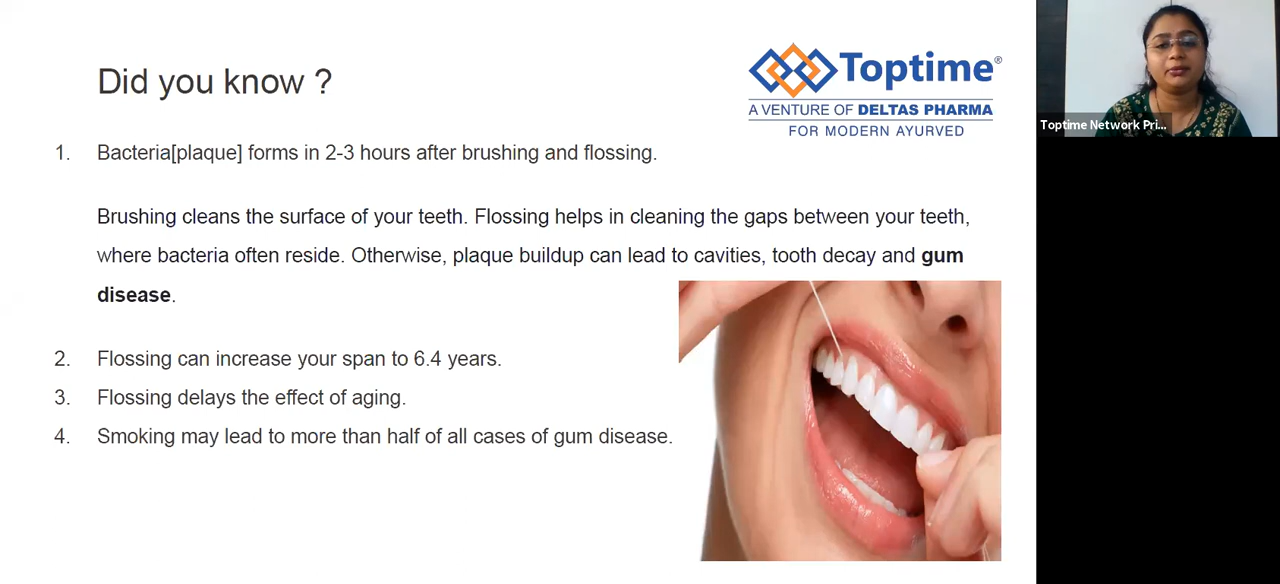 Did you know ?
Toptime®
A VENTURE OF DELTAS PHARMA
FOR MODERN AYURVED
Toptime Network Pri...
1. Bacteria[plaque] forms in 2-3 hours after brushing and flossing.
Brushing cleans the surface of your teeth. Flossing helps in cleaning the gaps between your teeth,
where bacteria often reside. Otherwise, plaque buildup can lead to cavities, tooth decay and gum
disease.
2. Flossing can increase your span to 6.4 years.
3. Flossing delays the effect of aging.
4. Smoking may lead to more than half of all cases of gum disease.